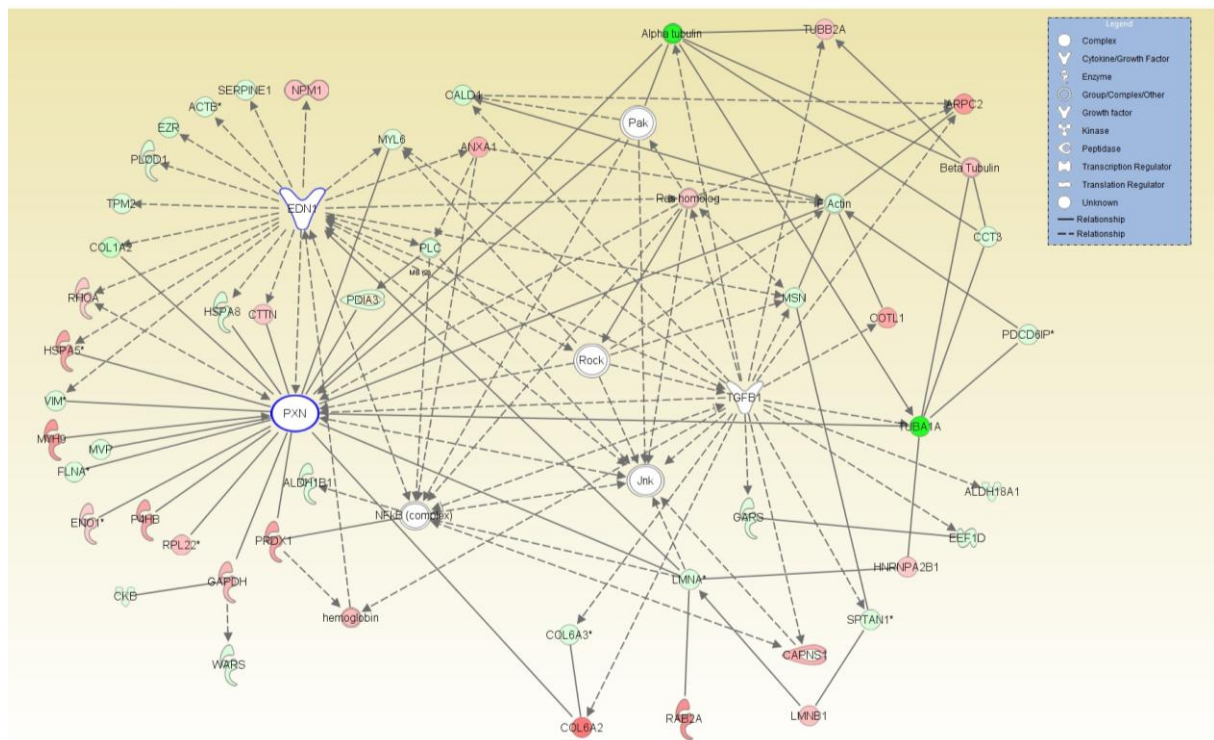 Legend
Complex
Cytokine/Growth Factor
Enzyme
Group/Complex/Other
Growth factor
Kinase
Peptidase
Transcription Regulator
Translation Regulator
Unknown
Relationship
Relationship
Alpha tubulin
TUBB2A
SERPINE1
NPM1
CALD1
ACTB*
ARPC2
EZR
Pak
MYL6
ANXA1
PLOD1
Beta Tubulin
TPM2
EDN1
Ras homolog
F Actin
CCT3
COL1A2
PLC
RHOA
PDIA3
MSN
HSPA8
CTTN
COTL1
PDCD6IP*
HSPA5*
Rock
VIM*
PXN
TGFB1
MYH9
TUBA1A
MVP
FLNA*
ALDH1B1
Jnk
ALDH18A1
ENO1*
P4HB
NFkB (complex)
GARS
RPL22*
PRDX1
EEF1D
HNRNPA2B1
GAPDH
LMNA*
CKB
hemoglobin
SPTAN1*
COL6A3*
WARS
CAPNS1
COL6A2
RAB2A
LMNB1